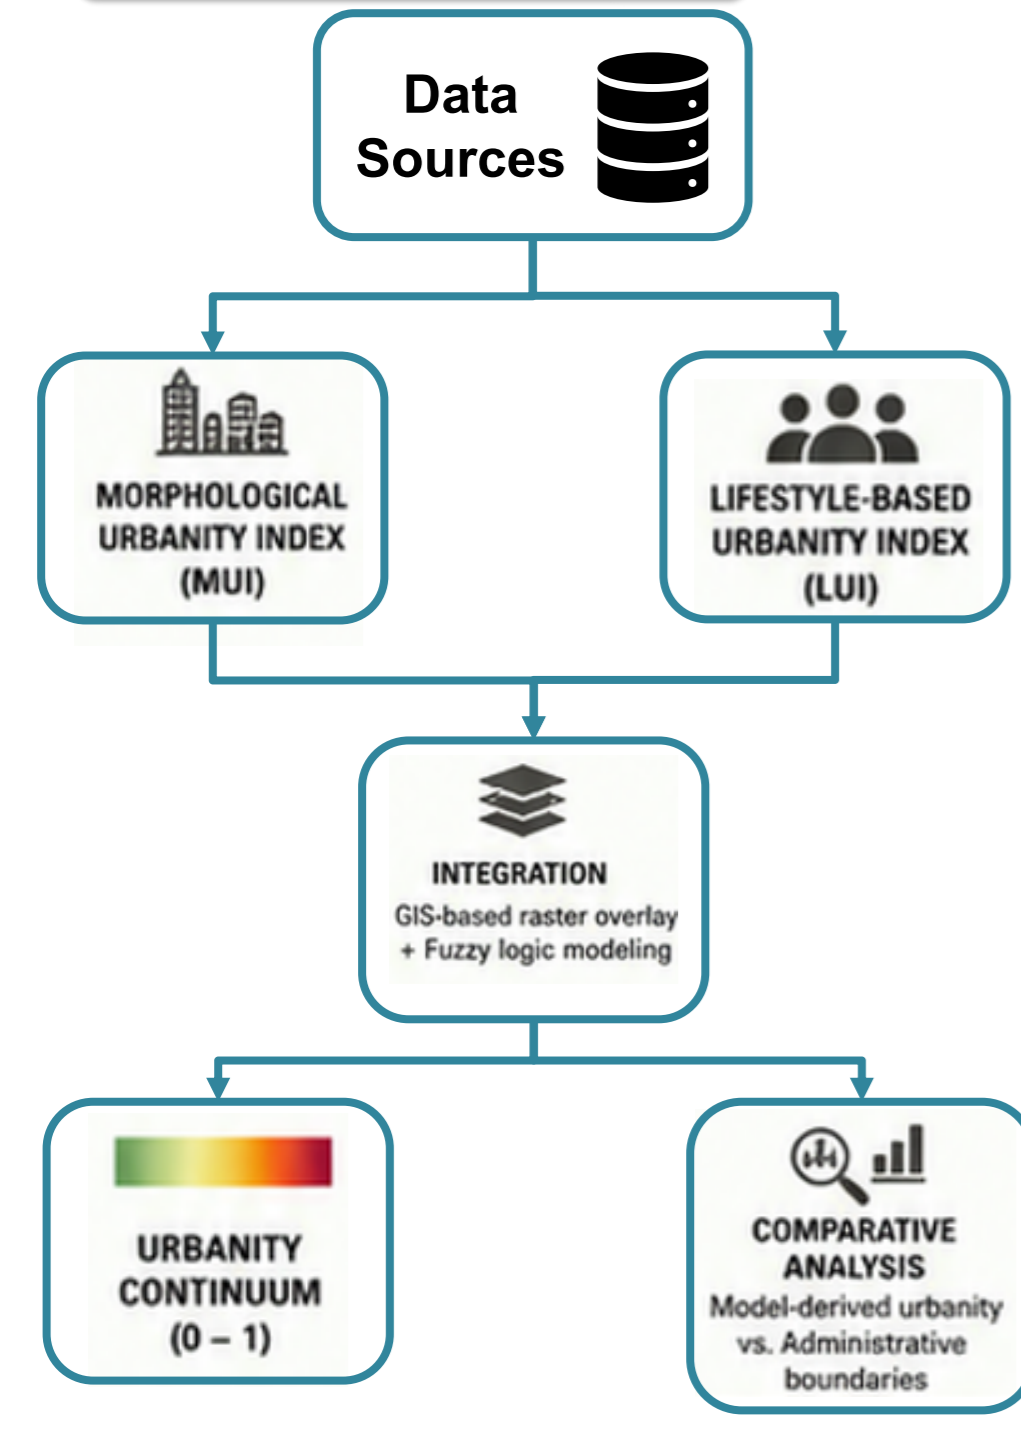 Data
Sources
MORPHOLOGICAL
URBANITY INDEX
(MUI)
LIFESTYLE-BASED
URBANITY INDEX
(LUI)
INTEGRATION
GIS-based raster overlay
+ Fuzzy logic modeling
URBANITY
CONTINUUM
(0 – 1)
COMPARATIVE
ANALYSIS
Model-derived urbanity
vs. Administrative
boundaries